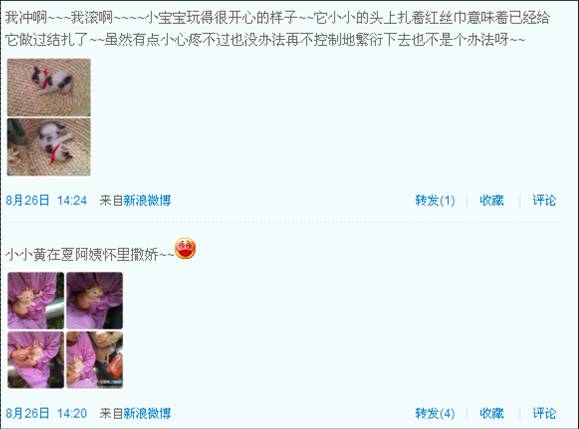 我冲啊~~~我滚啊~~~~小宝宝玩得很开心的样子~~它小小的头上扎着红丝巾意味着已经给
它做过结扎了~~虽然有点小心疼不过也没办法再不控制地繁衍下去也不是个办法呀~~
8月26日 14:24 来自新浪微博 转发(1) | 收藏 | 评论
小小黄在夏阿姨怀里撒娇~~
8月26日 14:20 来自新浪微博 转发(4) | 收藏 | 评论